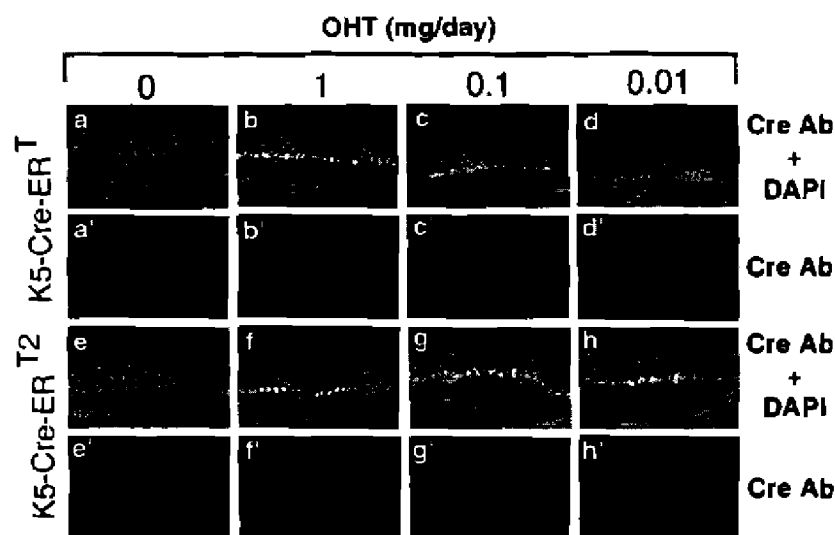 OHT (mg/day)
0 1 0.1 0.01
K5-Cre-ER^T
a b c d
Cre Ab
+
DAPI
a' b' c' d'
Cre Ab
K5-Cre-ER^T2
e f g h
Cre Ab
+
DAPI
e' f' g' h'
Cre Ab